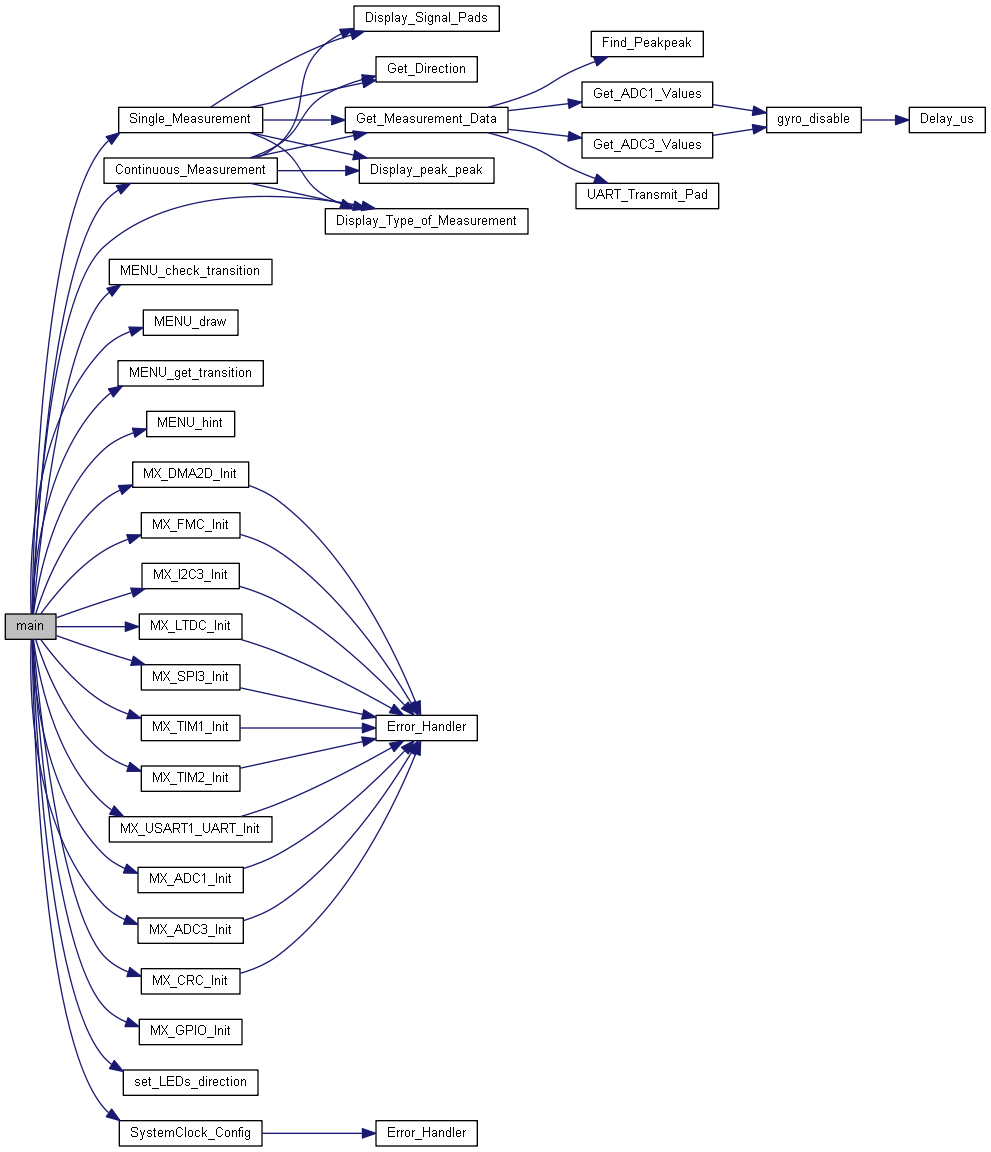 Display_Signal_Pads
Find_Peakpeak
Get_Direction
Get_ADC1_Values
Single_Measurement
Get_Measurement_Data
gyro_disable
Delay_us
Get_ADC3_Values
Continuous_Measurement
Display_peak_peak
UART_Transmit_Pad
Display_Type_of_Measurement
MENU_check_transition
MENU_draw
MENU_get_transition
MENU_hint
MX_DMA2D_Init
MX_FMC_Init
MX_I2C3_Init
main
MX_LTDC_Init
MX_SPI3_Init
MX_TIM1_Init
Error_Handler
MX_TIM2_Init
MX_USART1_UART_Init
MX_ADC1_Init
MX_ADC3_Init
MX_CRC_Init
MX_GPIO_Init
set_LEDs_direction
SystemClock_Config
Error_Handler